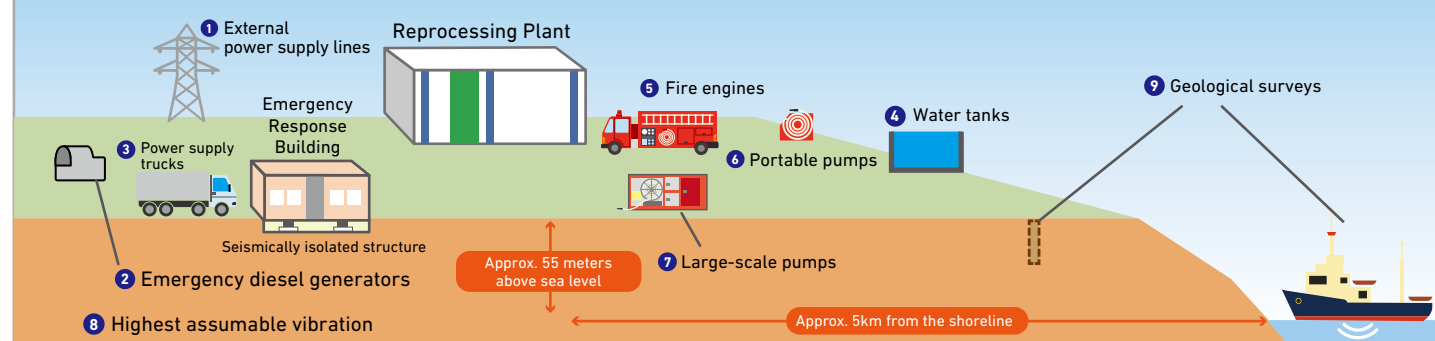 1 External
power supply lines
Reprocessing Plant
5 Fire engines
9 Geological surveys
Emergency
Response
Building
4 Water tanks
3 Power supply
trucks
6 Portable pumps
Seismically isolated structure
Approx. 55 meters
above sea level
7 Large-scale pumps
2 Emergency diesel generators
8 Highest assumable vibration
Approx. 5km from the shoreline